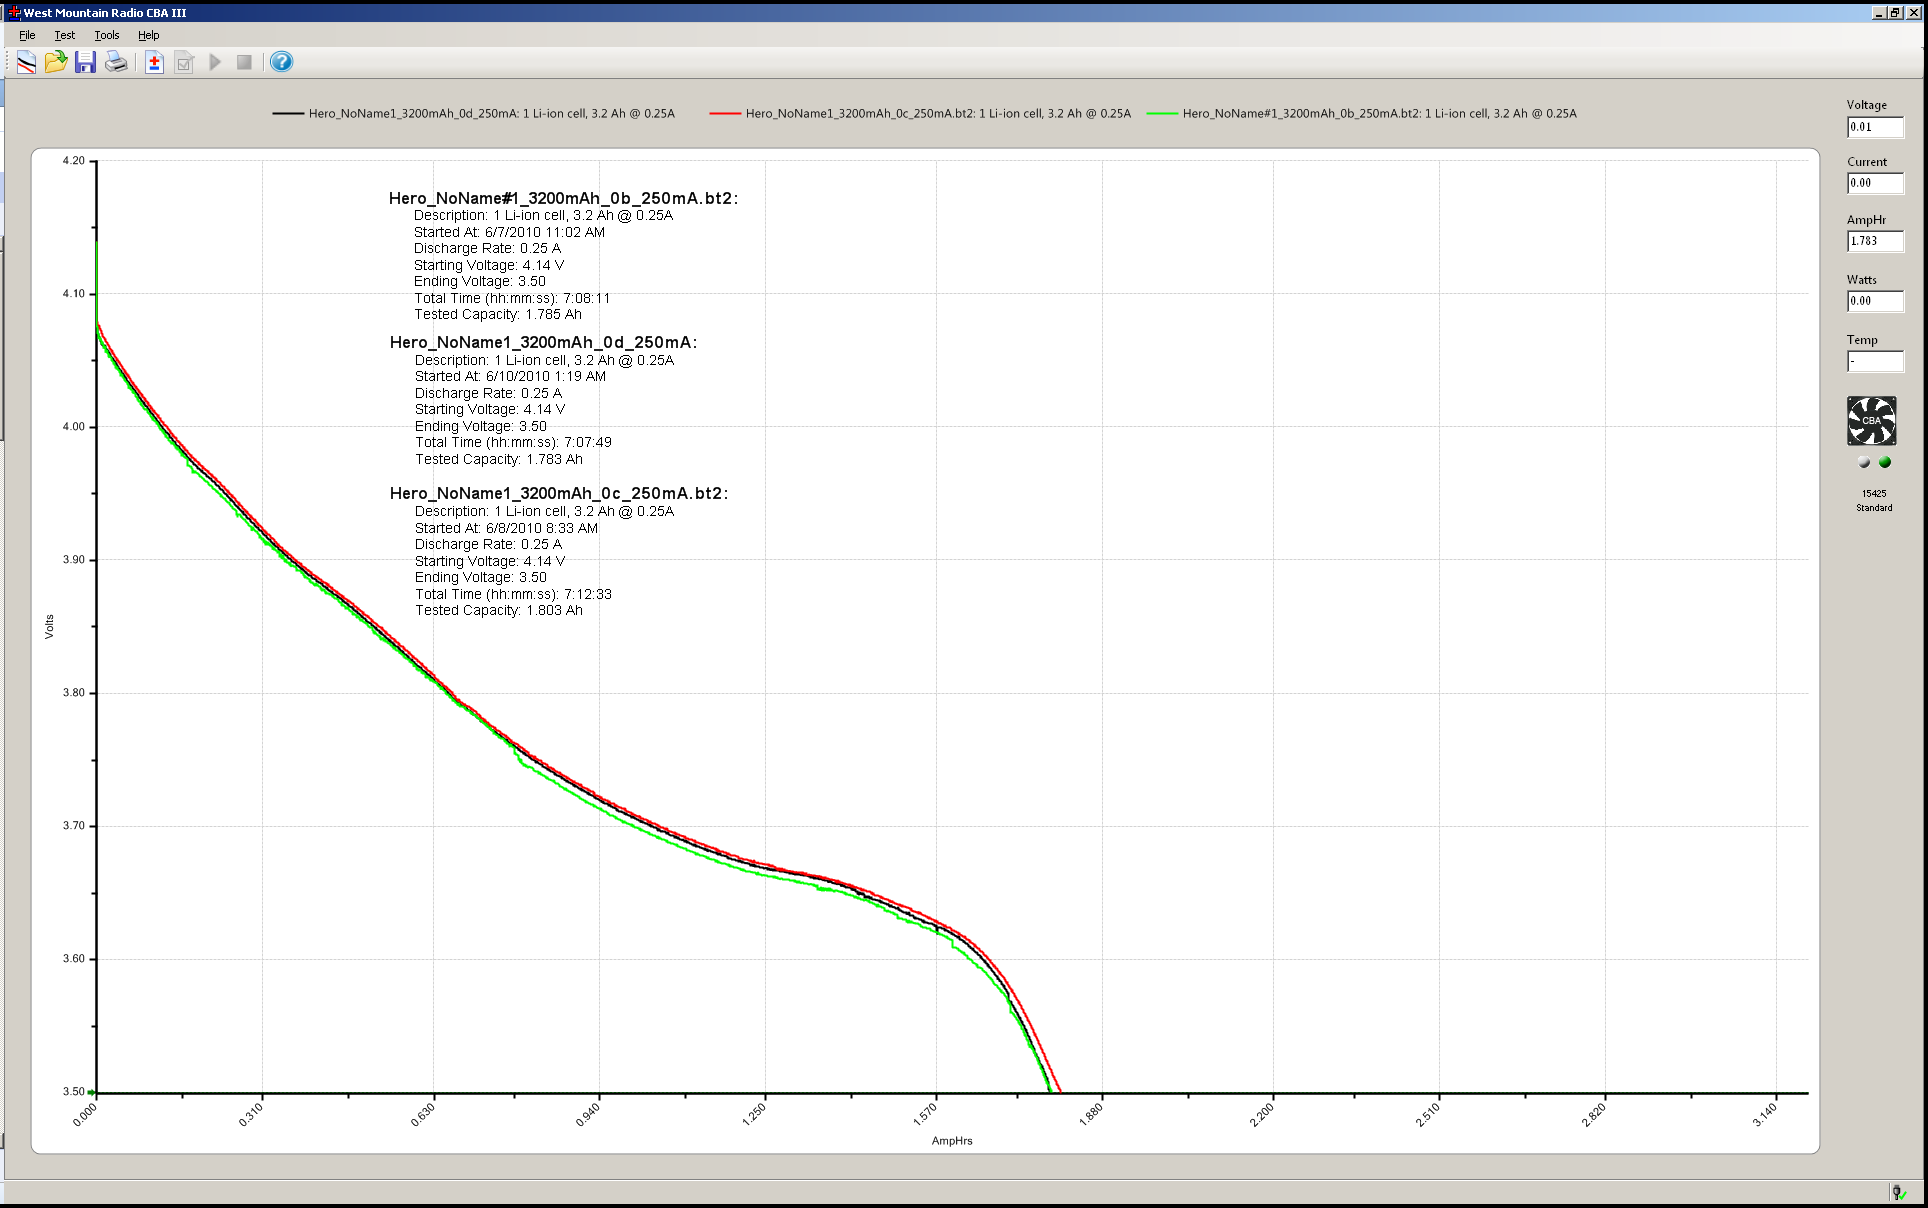 West Mountain Radio CBA III
File Test Tools Help
Hero_NoName1_3200mAh_0d_250mA: 1 Li-ion cell, 3.2 Ah @ 0.25A
Hero_NoName1_3200mAh_0c_250mA.bt2: 1 Li-ion cell, 3.2 Ah @ 0.25A
Hero_NoName#1_3200mAh_0b_250mA.bt2: 1 Li-ion cell, 3.2 Ah @ 0.25A
Hero_NoName#1_3200mAh_0b_250mA.bt2:
Description: 1 Li-ion cell, 3.2 Ah @ 0.25A
Started At: 6/7/2010 11:02 AM
Discharge Rate: 0.25 A
Starting Voltage: 4.14 V
Ending Voltage: 3.50
Total Time (hh:mm:ss): 7:08:11
Tested Capacity: 1.785 Ah
Hero_NoName1_3200mAh_0d_250mA:
Description: 1 Li-ion cell, 3.2 Ah @ 0.25A
Started At: 6/10/2010 1:19 AM
Discharge Rate: 0.25 A
Starting Voltage: 4.14 V
Ending Voltage: 3.50
Total Time (hh:mm:ss): 7:07:49
Tested Capacity: 1.783 Ah
Hero_NoName1_3200mAh_0c_250mA.bt2:
Description: 1 Li-ion cell, 3.2 Ah @ 0.25A
Started At: 6/8/2010 8:33 AM
Discharge Rate: 0.25 A
Starting Voltage: 4.14 V
Ending Voltage: 3.50
Total Time (hh:mm:ss): 7:12:33
Tested Capacity: 1.803 Ah
4.20
4.10
4.00
3.90
3.80
3.70
3.60
3.50
Volts
0.000 0.310 0.630 0.940 1.250 1.570 1.880 2.200 2.510 2.820 3.140
AmpHrs
Voltage
0.01
Current
0.00
AmpHr
1.783
Watts
0.00
Temp
-
CBA
15425
Standard